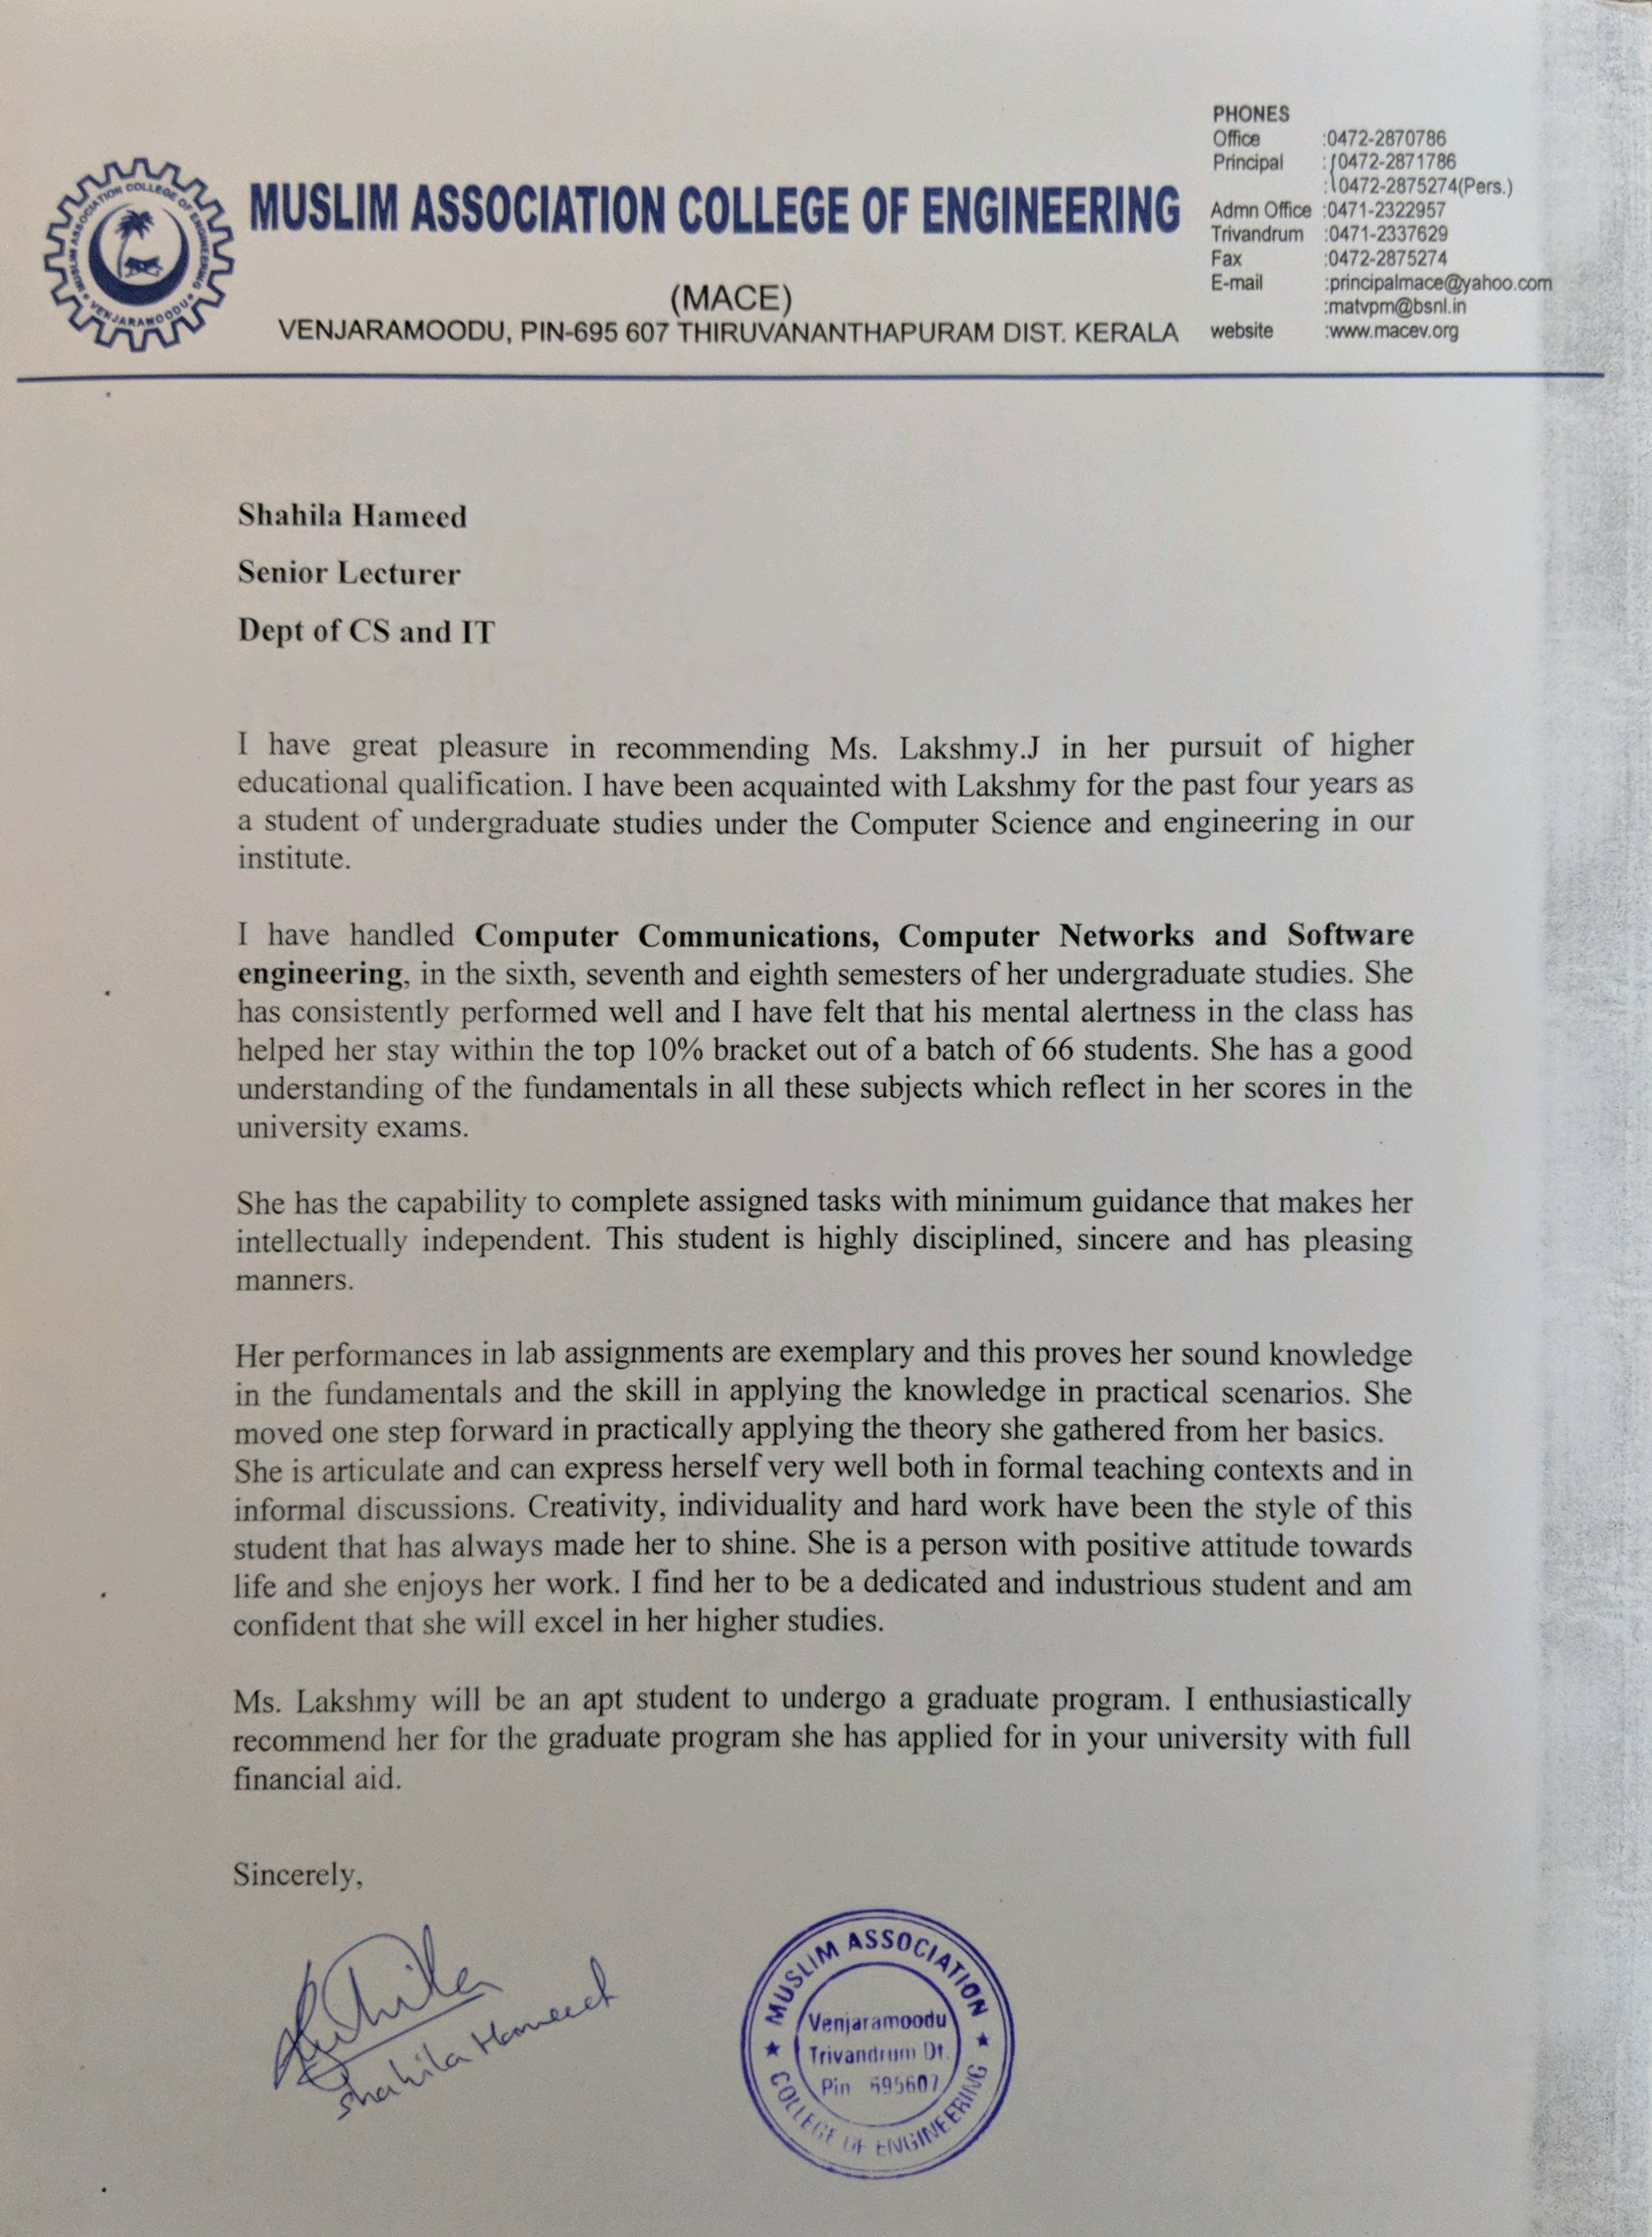 PHONES
Office :0472-2870786
Principal :{0472-2871786
:{0472-2875274(Pers.)
Admn Office :0471-2322957
Trivandrum :0471-2337629
Fax :0472-2875274
E-mail :principalmace@yahoo.com
:matvpm@bsnl.in
website :www.macev.org
MUSLIM ASSOCIATION COLLEGE OF ENGINEERING
VENJARAMOODU
MUSLIM ASSOCIATION COLLEGE OF ENGINEERING
(MACE)
VENJARAMOODU, PIN-695 607 THIRUVANANTHAPURAM DIST. KERALA
Shahila Hameed
Senior Lecturer
Dept of CS and IT
I have great pleasure in recommending Ms. Lakshmy.J in her pursuit of higher
educational qualification. I have been acquainted with Lakshmy for the past four years as
a student of undergraduate studies under the Computer Science and engineering in our
institute.
I have handled Computer Communications, Computer Networks and Software
engineering, in the sixth, seventh and eighth semesters of her undergraduate studies. She
has consistently performed well and I have felt that his mental alertness in the class has
helped her stay within the top 10% bracket out of a batch of 66 students. She has a good
understanding of the fundamentals in all these subjects which reflect in her scores in the
university exams.
She has the capability to complete assigned tasks with minimum guidance that makes her
intellectually independent. This student is highly disciplined, sincere and has pleasing
manners.
Her performances in lab assignments are exemplary and this proves her sound knowledge
in the fundamentals and the skill in applying the knowledge in practical scenarios. She
moved one step forward in practically applying the theory she gathered from her basics.
She is articulate and can express herself very well both in formal teaching contexts and in
informal discussions. Creativity, individuality and hard work have been the style of this
student that has always made her to shine. She is a person with positive attitude towards
life and she enjoys her work. I find her to be a dedicated and industrious student and am
confident that she will excel in her higher studies.
Ms. Lakshmy will be an apt student to undergo a graduate program. I enthusiastically
recommend her for the graduate program she has applied for in your university with full
financial aid.
Sincerely,
Shahila
Shahila Hameed
MUSLIM ASSOCIATION
Venjaramoodu
Trivandrum Dt.
Pin 695607
COLLEGE OF ENGINEERING